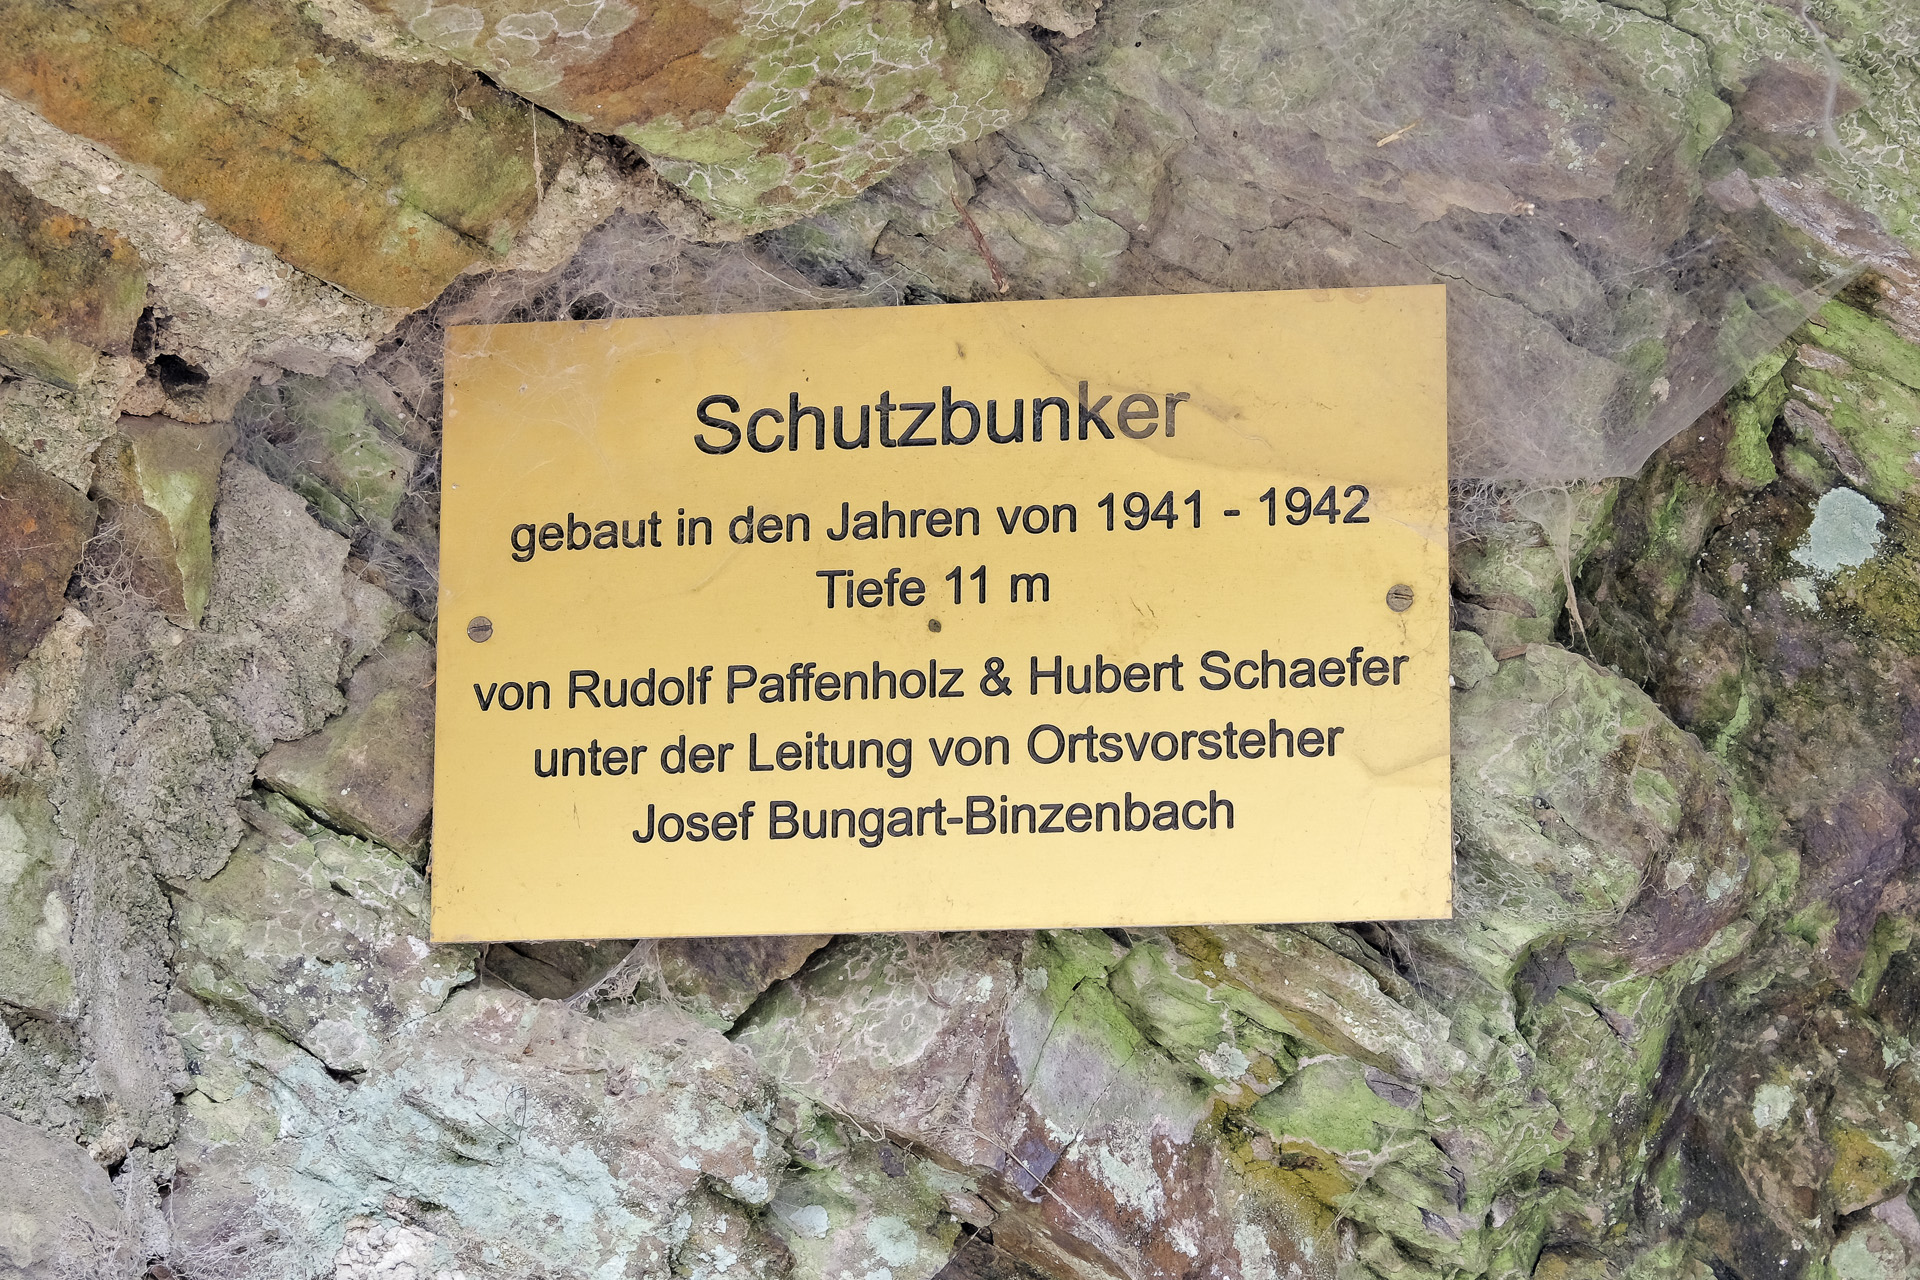 Schutzbunker
gebaut in den Jahren von 1941 - 1942
Tiefe 11 m
von Rudolf Paffenholz & Hubert Schaefer
unter der Leitung von Ortsvorsteher
Josef Bungart-Binzenbach